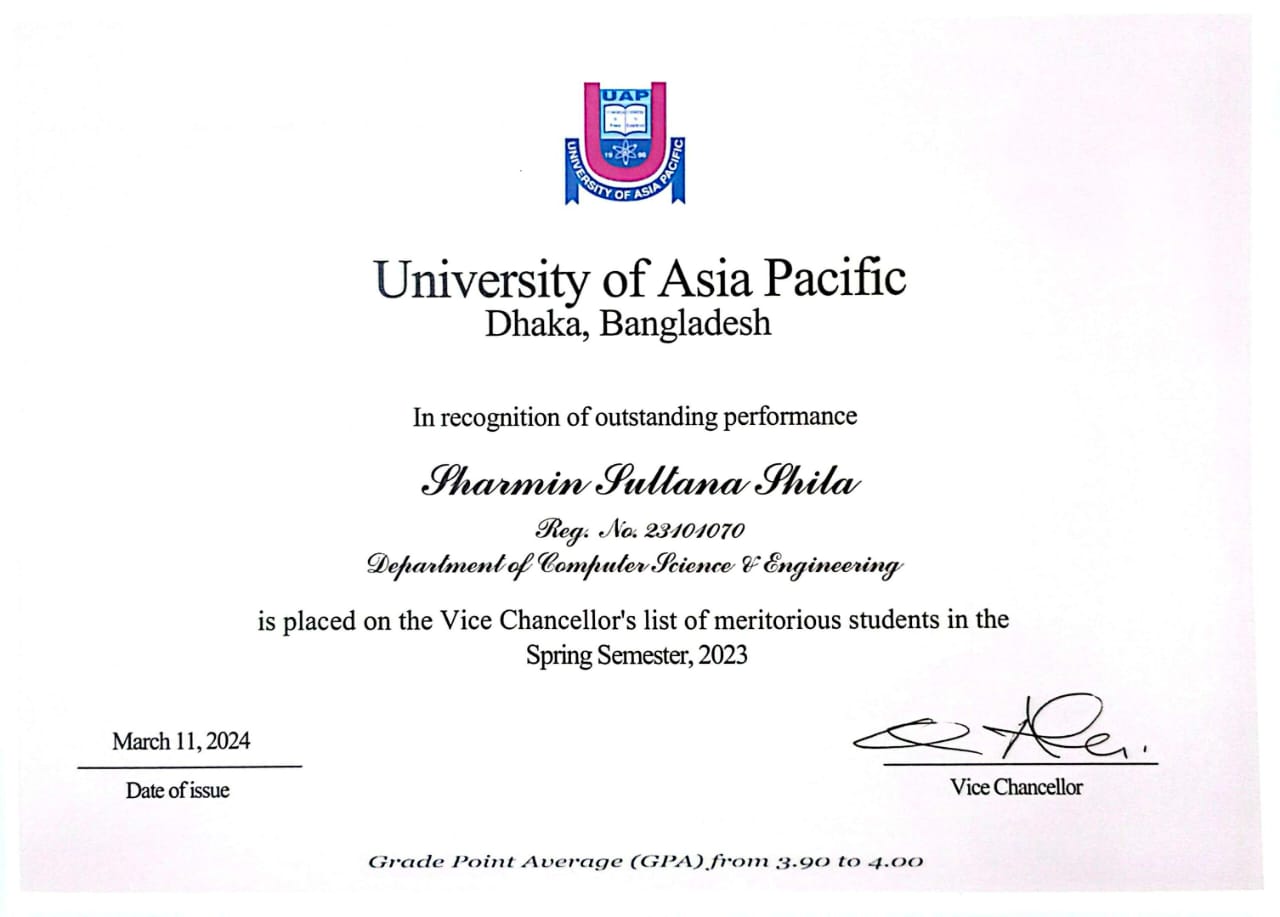 UAP
19 96
UNIVERSITY OF ASIA PACIFIC
University of Asia Pacific
Dhaka, Bangladesh
In recognition of outstanding performance
Sharmin Sultana Shila
Reg. No. 23101070
Department of Computer Science & Engineering
is placed on the Vice Chancellor's list of meritorious students in the
Spring Semester, 2023
March 11, 2024
Date of issue
Vice Chancellor
Grade Point Average (GPA) from 3.90 to 4.00